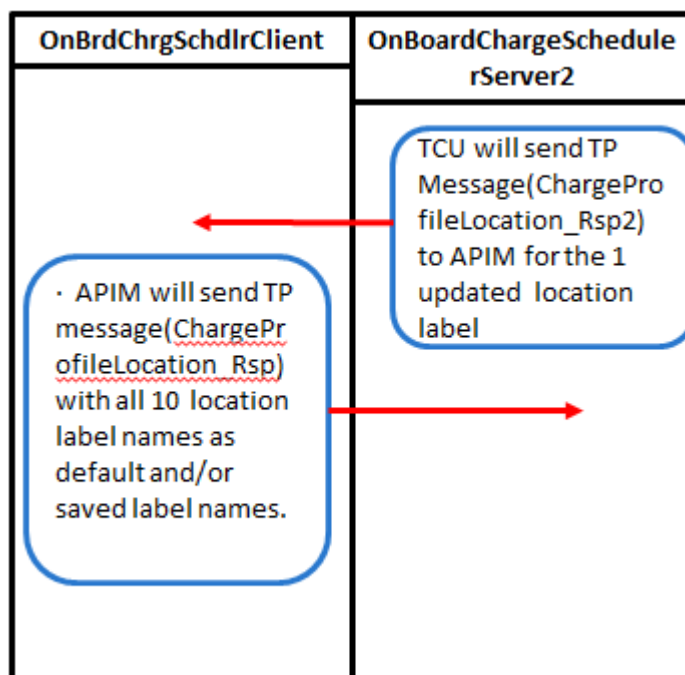 OnBrdChrgSchdlrClient
OnBoardChargeSchedule
rServer2
TCU will send TP
Message(ChargePro
fileLocation_Rsp2)
to APIM for the 1
updated location
label
· APIM will send TP
message(ChargePr
ofileLocation_Rsp)
with all 10 location
label names as
default and/or
saved label names.